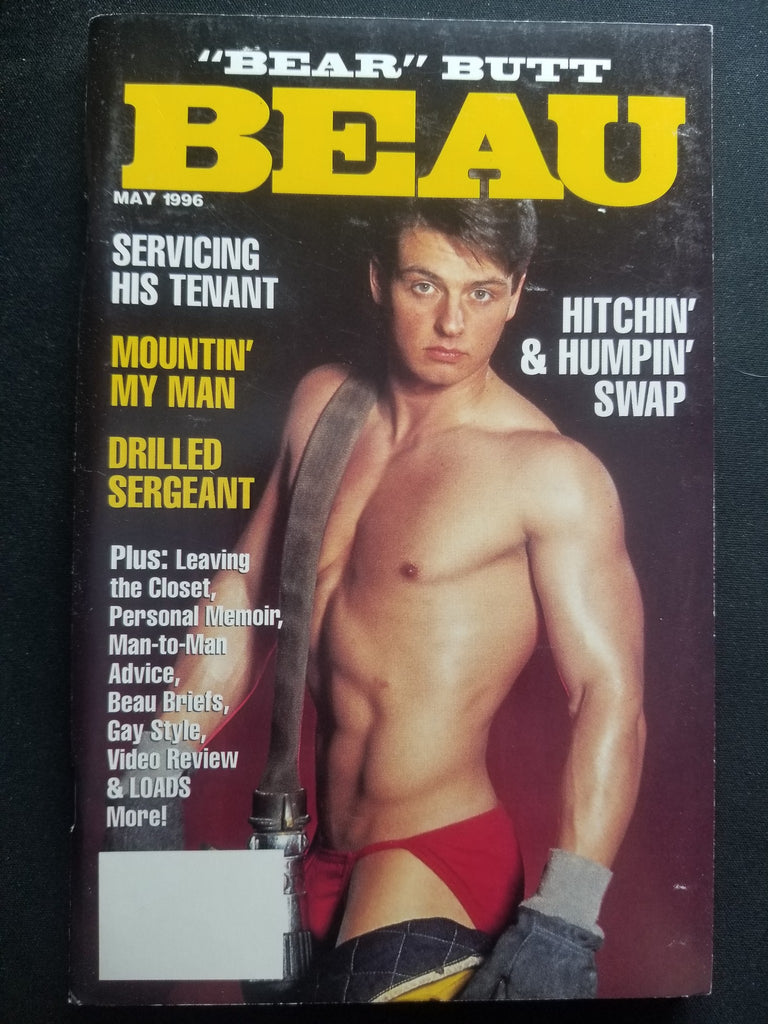 "BEAR" BUTT
BEAU
MAY 1996
SERVICING
HIS TENANT
MOUNTIN'
MY MAN
DRILLED
SERGEANT
HITCHIN'
& HUMPIN'
SWAP
Plus: Leaving
the Closet,
Personal Memoir,
Man-to-Man
Advice,
Beau Briefs,
Gay Style,
Video Review
& LOADS
More!